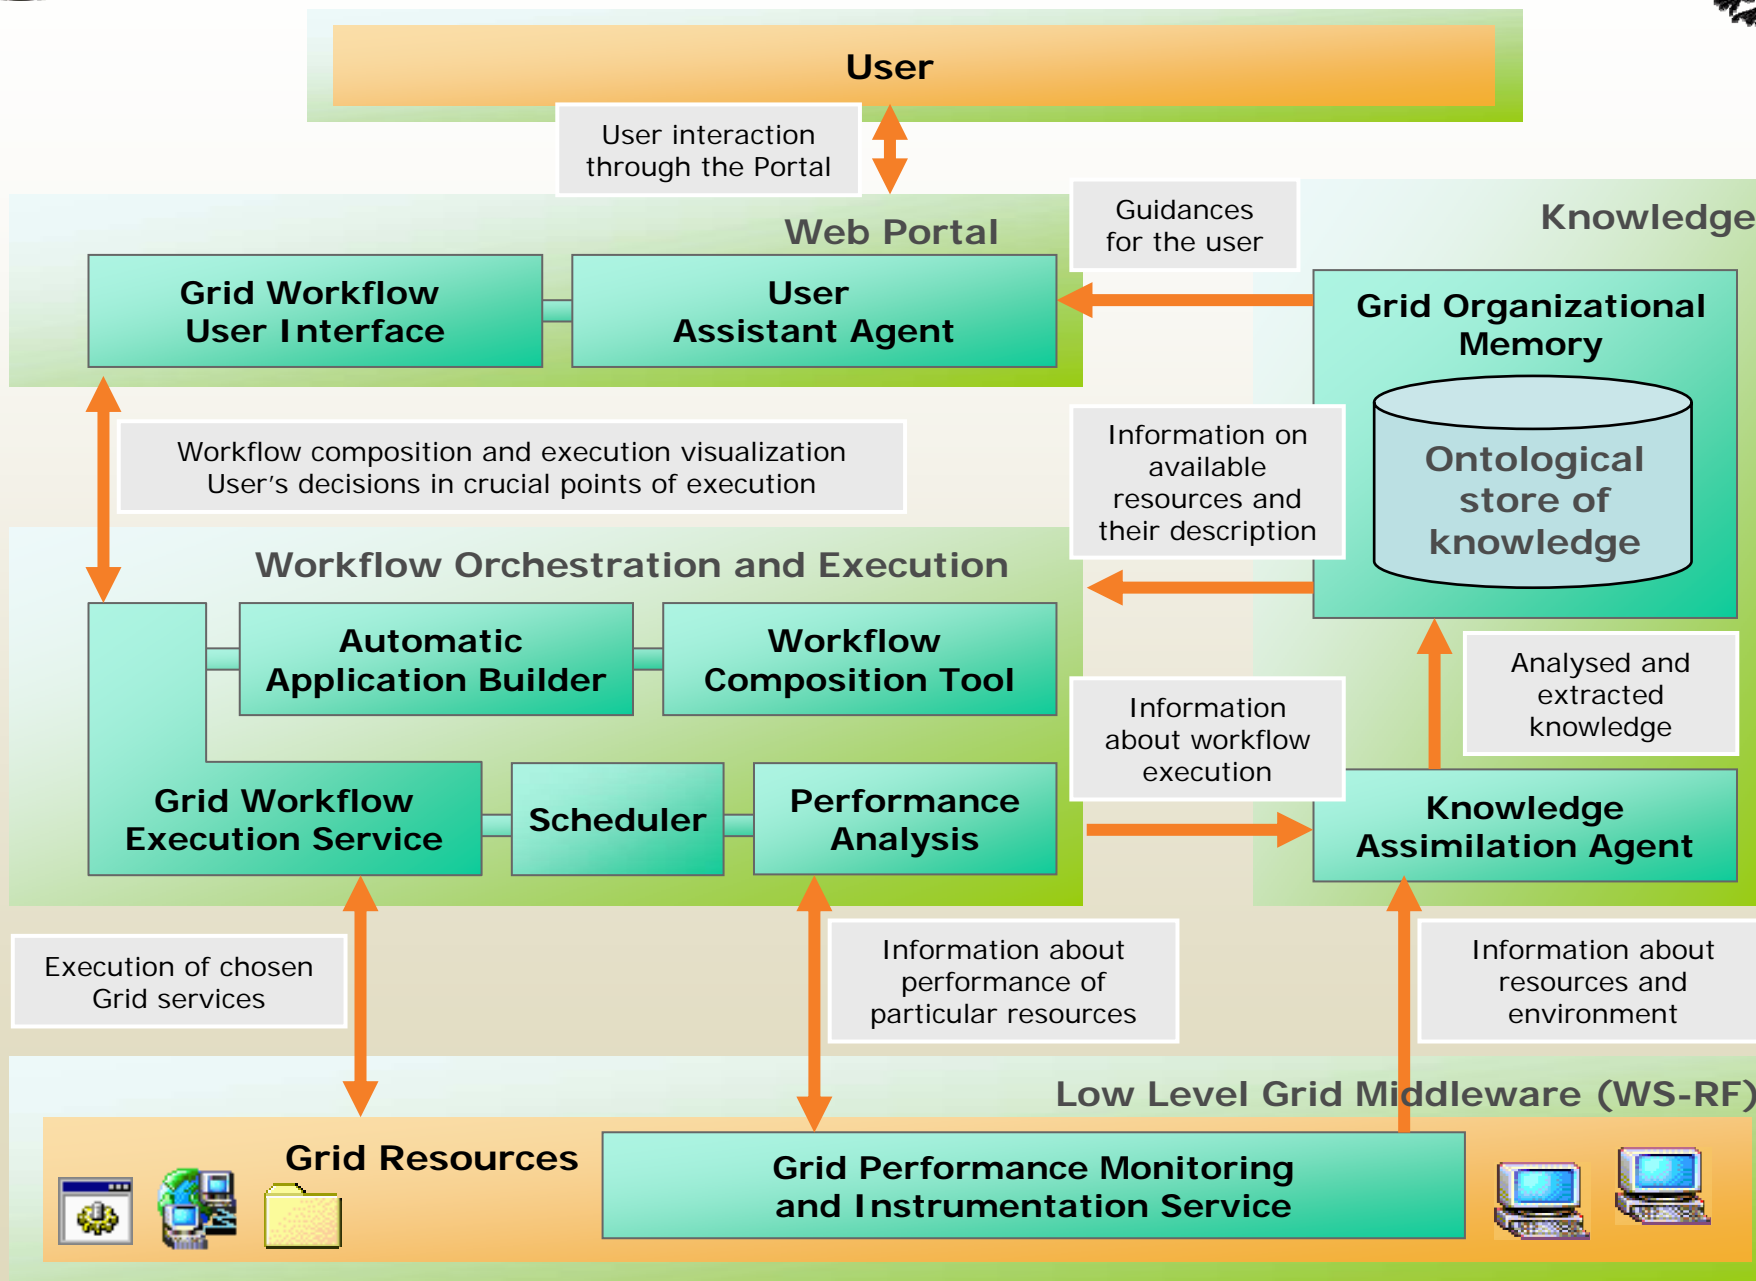 User
User interaction
through the Portal
Web Portal
Guidances
for the user
Knowledge
Grid Workflow
User Interface
User
Assistant Agent
Grid Organizational
Memory
Ontological
store of
knowledge
Workflow composition and execution visualization
User's decisions in crucial points of execution
Information on
available
resources and
their description
Workflow Orchestration and Execution
Automatic
Application Builder
Workflow
Composition Tool
Information
about workflow
execution
Analysed and
extracted
knowledge
Grid Workflow
Execution Service
Scheduler
Performance
Analysis
Knowledge
Assimilation Agent
Execution of chosen
Grid services
Information about
performance of
particular resources
Information about
resources and
environment
Low Level Grid Middleware (WS-RF)
Grid Resources
Grid Performance Monitoring
and Instrumentation Service